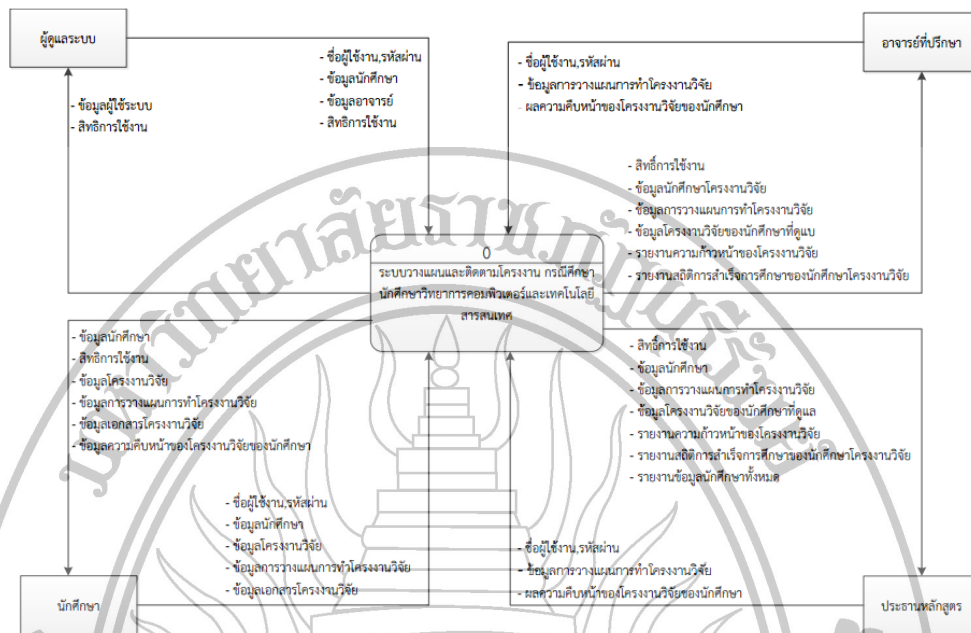 ผู้ดูแลระบบ
- ชื่อผู้ใช้งาน,รหัสผ่าน
- ข้อมูลนักศึกษา
- ข้อมูลอาจารย์
- สิทธิการใช้งาน
- ข้อมูลผู้ใช้ระบบ
- สิทธิการใช้งาน
อาจารย์ที่ปรึกษา
- ชื่อผู้ใช้งาน,รหัสผ่าน
- ข้อมูลการวางแผนการทำโครงงานวิจัย
- ผลความคืบหน้าของโครงงานวิจัยของนักศึกษา
- สิทธิ์การใช้งาน
- ข้อมูลนักศึกษาโครงงานวิจัย
- ข้อมูลการวางแผนการทำโครงงานวิจัย
- ข้อมูลโครงงานวิจัยของนักศึกษาที่ดูแบ
- รายงานความก้าวหน้าของโครงงานวิจัย
- รายงานสถิติการสำเร็จการศึกษาของนักศึกษาโครงงานวิจัย
0
ระบบวางแผนและติดตามโครงงาน กรณีศึกษา
นักศึกษาวิทยาการคอมพิวเตอร์และเทคโนโลยี
สารสนเทศ
- ข้อมูลนักศึกษา
- สิทธิการใช้งาน
- ข้อมูลโครงงานวิจัย
- ข้อมูลการวางแผนการทำโครงงานวิจัย
- ข้อมูลเอกสารโครงงานวิจัย
- ข้อมูลความคืบหน้าของโครงงานวิจัยของนักศึกษา
- สิทธิ์การใช้งาน
- ข้อมูลนักศึกษา
- ข้อมูลการวางแผนการทำโครงงานวิจัย
- ข้อมูลโครงงานวิจัยของนักศึกษาที่ดูแล
- รายงานความก้าวหน้าของโครงงานวิจัย
- รายงานสถิติการสำเร็จการศึกษาของนักศึกษาโครงงานวิจัย
- รายงานข้อมูลนักศึกษาทั้งหมด
- ชื่อผู้ใช้งาน,รหัสผ่าน
- ข้อมูลนักศึกษา
- ข้อมูลโครงงานวิจัย
- ข้อมูลการวางแผนการทำโครงงานวิจัย
- ข้อมูลเอกสารโครงงานวิจัย
นักศึกษา
- ชื่อผู้ใช้งาน,รหัสผ่าน
- ข้อมูลการวางแผนการทำโครงงานวิจัย
- ผลความคืบหน้าของโครงงานวิจัยของนักศึกษา
ประธานหลักสูตร
มหาวิทยาลัยราชภัฏธนบุรี